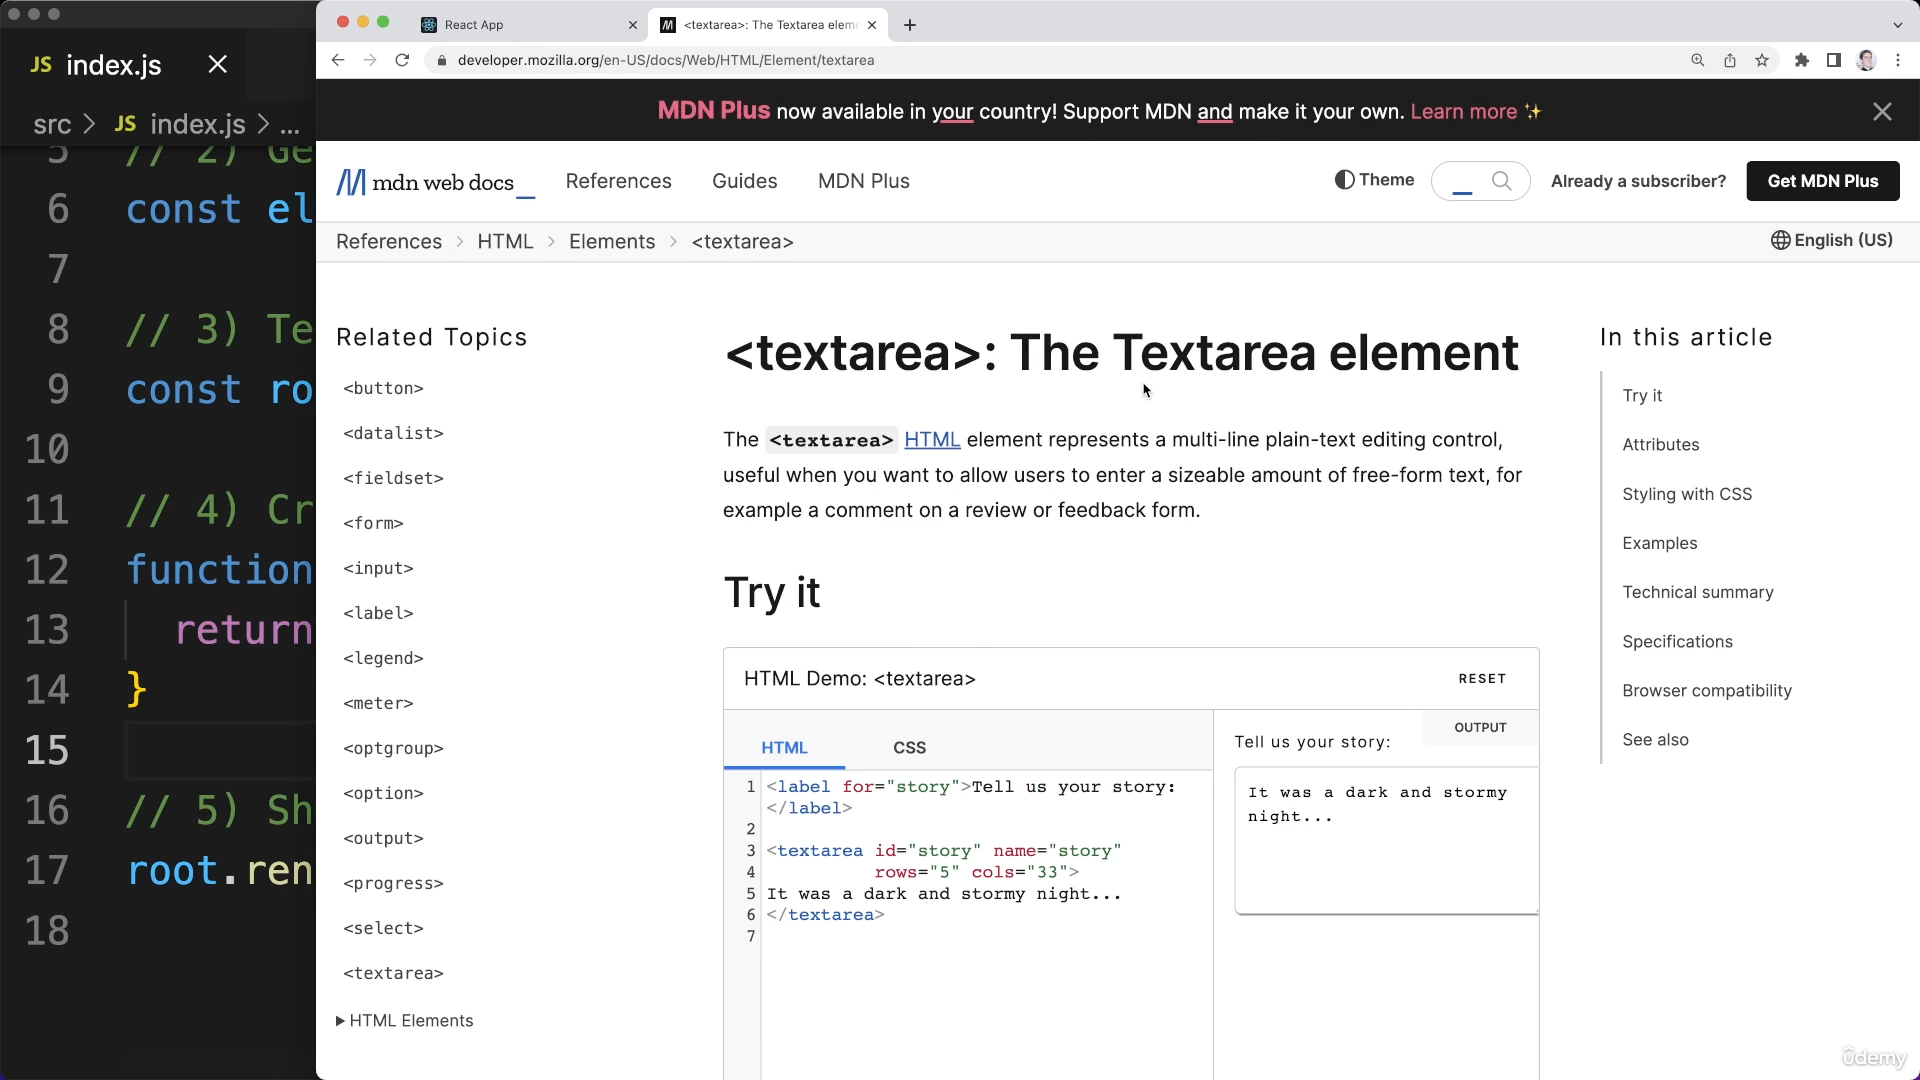 JS index.js
src > JS index.js > ...
5 // 2) Ge
6 const el
7
8 // 3) Te
9 const ro
10
11 // 4) Cr
12 function
13 return
14 }
15
16 // 5) Sh
17 root.ren
18
React App
<textarea>: The Textarea elem
developer.mozilla.org/en-US/docs/Web/HTML/Element/textarea
MDN Plus now available in your country! Support MDN and make it your own. Learn more ✨
mdn web docs_
References
Guides
MDN Plus
Theme
Already a subscriber?
Get MDN Plus
References > HTML > Elements > <textarea>
English (US)
Related Topics
<button>
<datalist>
<fieldset>
<form>
<input>
<label>
<legend>
<meter>
<optgroup>
<option>
<output>
<progress>
<select>
<textarea>
HTML Elements
<textarea>: The Textarea element
The <textarea> HTML element represents a multi-line plain-text editing control,
useful when you want to allow users to enter a sizeable amount of free-form text, for
example a comment on a review or feedback form.
Try it
HTML Demo: <textarea>
RESET
HTML
CSS
1 <label for="story">Tell us your story:
</label>
2
3 <textarea id="story" name="story"
4 rows="5" cols="33">
5 It was a dark and stormy night...
6 </textarea>
7
OUTPUT
Tell us your story:
It was a dark and stormy
night...
In this article
Try it
Attributes
Styling with CSS
Examples
Technical summary
Specifications
Browser compatibility
See also
ûdemy